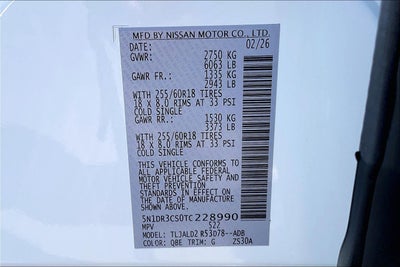 MFD BY NISSAN MOTOR CO., LTD.
DATE: 02/26
GVWR: 2750 KG
6063 LB
GAWR FR.: 1335 KG
2943 LB
WITH 255/60R18 TIRES
18 X 8.0 RIMS AT 33 PSI
COLD SINGLE
GAWR RR.: 1530 KG
3373 LB
WITH 255/60R18 TIRES
18 X 8.0 RIMS AT 33 PSI
COLD SINGLE
THIS VEHICLE CONFORMS TO
ALL APPLICABLE FEDERAL
MOTOR VEHICLE SAFETY
STANDARDS IN EFFECT ON
THE DATE OF MANUFACTURE
SHOWN ABOVE.
5N1DR3CS0TC228990
MPV 522
MODEL: TLJALD2 R53D78--ADB
COLOR: QBE TRIM: G ZS30A